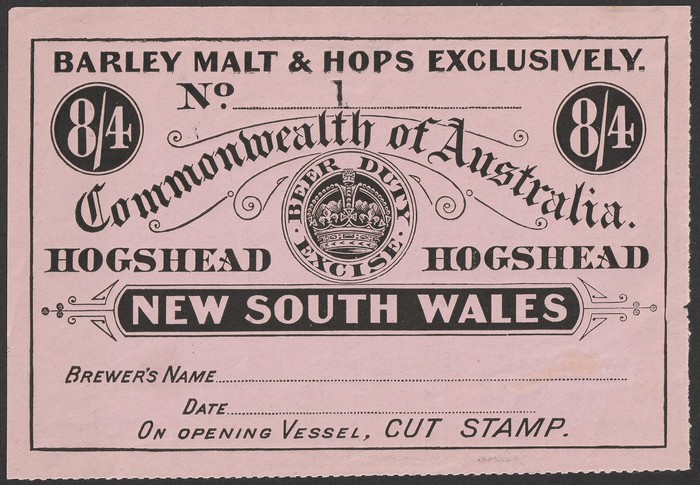 BARLEY MALT & HOPS EXCLUSIVELY.
No. 1
8/4
8/4
Commonwealth of Australia.
BEER DUTY
EXCISE
HOGSHEAD
HOGSHEAD
NEW SOUTH WALES
BREWER'S NAME
DATE
ON OPENING VESSEL, CUT STAMP.